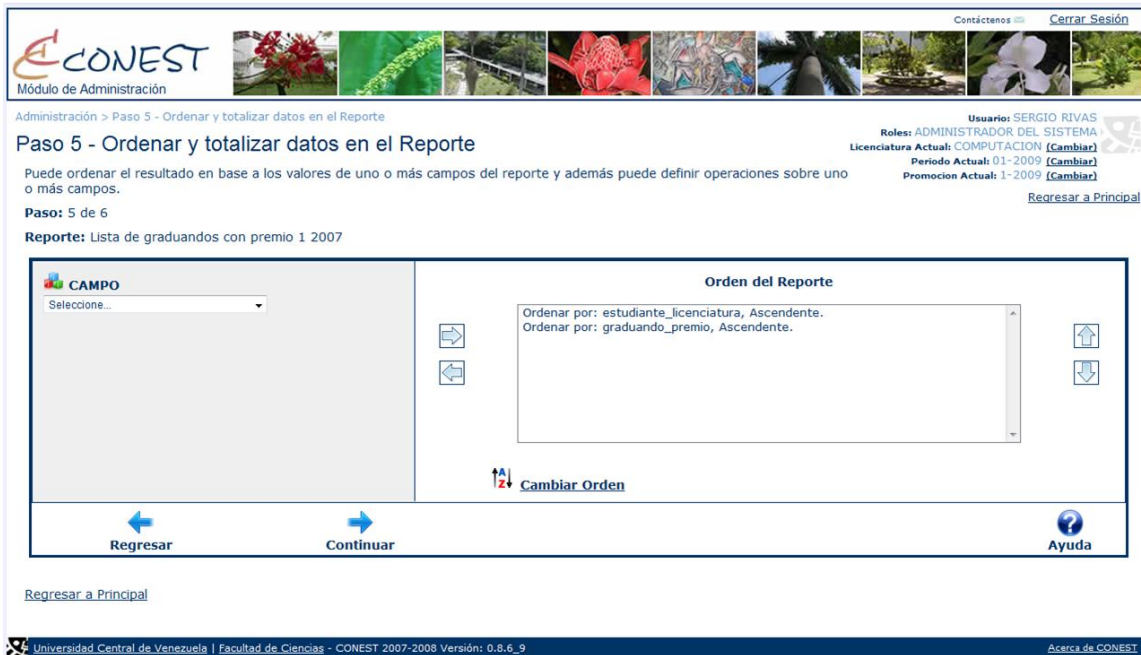 Contáctenos
Cerrar Sesión
CONEST
Módulo de Administración
Administración > Paso 5 - Ordenar y totalizar datos en el Reporte
Usuario: SERGIO RIVAS
Roles: ADMINISTRADOR DEL SISTEMA
Licenciatura Actual: COMPUTACION (Cambiar)
Periodo Actual: 01-2009 (Cambiar)
Promocion Actual: 1-2009 (Cambiar)
Regresar a Principal
Paso 5 - Ordenar y totalizar datos en el Reporte
Puede ordenar el resultado en base a los valores de uno o más campos del reporte y además puede definir operaciones sobre uno
o más campos.
Paso: 5 de 6
Reporte: Lista de graduandos con premio 1 2007
CAMPO
Seleccione...
Orden del Reporte
Ordenar por: estudiante_licenciatura, Ascendente.
Ordenar por: graduando_premio, Ascendente.
A
Z
Cambiar Orden
Regresar
Continuar
Ayuda
Regresar a Principal
Universidad Central de Venezuela | Facultad de Ciencias - CONEST 2007-2008 Versión: 0.8.6_9
Acerca de CONEST